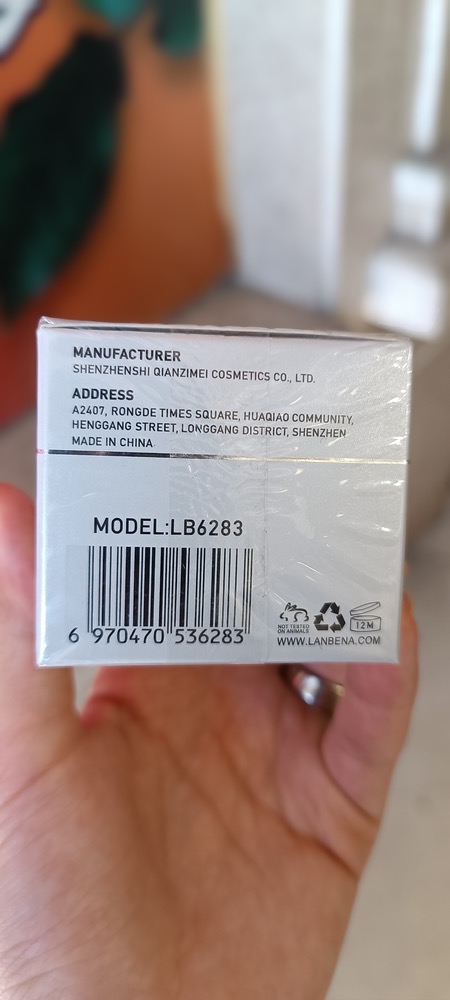 MANUFACTURER
SHENZHENSHI QIANZIMEI COSMETICS CO., LTD.
ADDRESS
A2407, RONGDE TIMES SQUARE, HUAQIAO COMMUNITY,
HENGGANG STREET, LONGGANG DISTRICT, SHENZHEN
MADE IN CHINA
MODEL:LB6283
6 970470 536283
NOT TESTED
ON ANIMALS
12M
WWW.LANBENA.COM